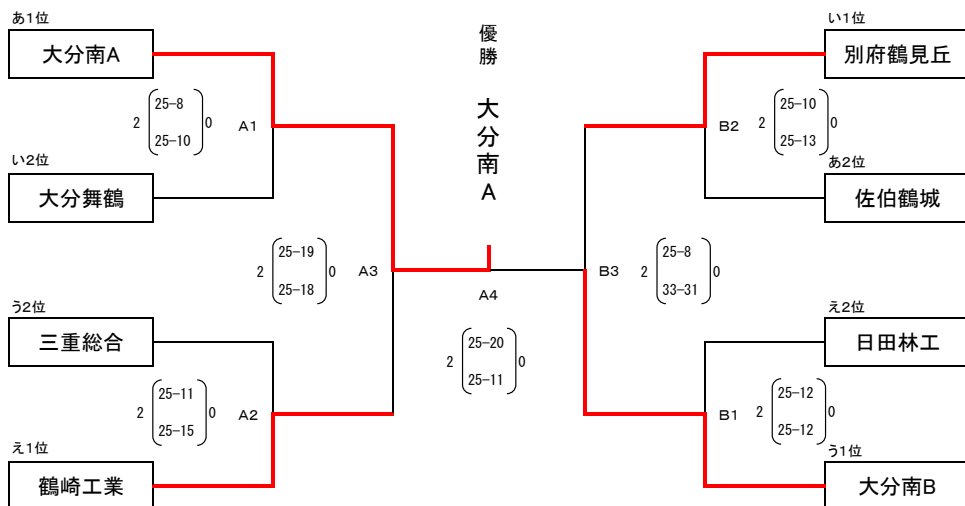 あ1位
大分南A
2 25-8 0
25-10
A1
い2位
大分舞鶴
2 25-19 0
25-18
A3
う2位
三重総合
2 25-11 0
25-15
A2
え1位
鶴崎工業
優勝 大分南A
A4
2 25-20 0
25-11
い1位
別府鶴見丘
B2
2 25-10 0
25-13
あ2位
佐伯鶴城
B3
2 25-8 0
33-31
え2位
日田林工
B1
2 25-12 0
25-12
う1位
大分南B